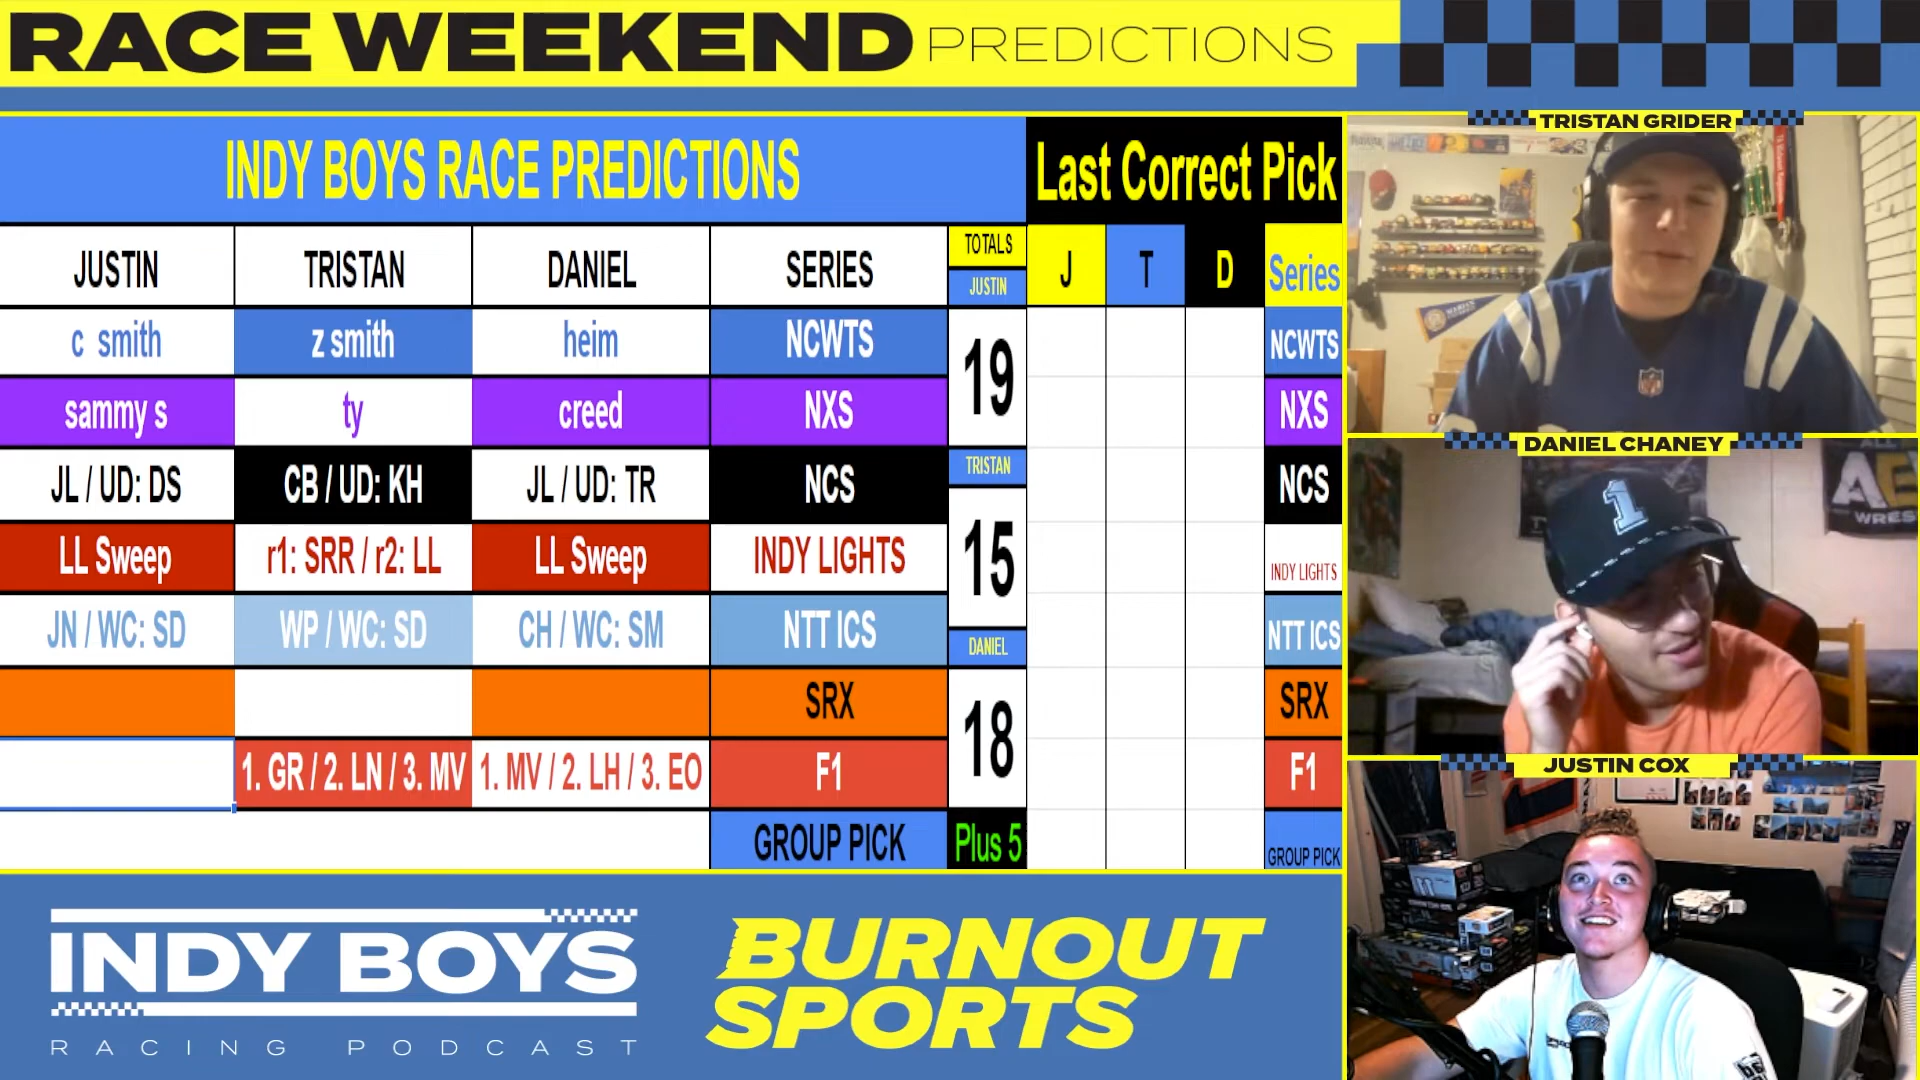 RACE WEEKEND PREDICTIONS
INDY BOYS RACE PREDICTIONS
Last Correct Pick
JUSTIN TRISTAN DANIEL SERIES TOTALS J T D Series
JUSTIN
c smith z smith heim NCWTS 19 NCWTS
sammy s ty creed NXS NXS
TRISTAN
JL / UD: DS CB / UD: KH JL / UD: TR NCS 15 NCS
LL Sweep r1: SRR / r2: LL LL Sweep INDY LIGHTS INDY LIGHTS
JN / WC: SD WP / WC: SD CH / WC: SM NTT ICS NTT ICS
DANIEL
SRX 18 SRX
1. GR / 2. LN / 3. MV 1. MV / 2. LH / 3. EO F1 F1
GROUP PICK Plus 5 GROUP PICK
TRISTAN GRIDER
DANIEL CHANEY
1
WRES
JUSTIN COX
INDY BOYS
RACING PODCAST
BURNOUT
SPORTS